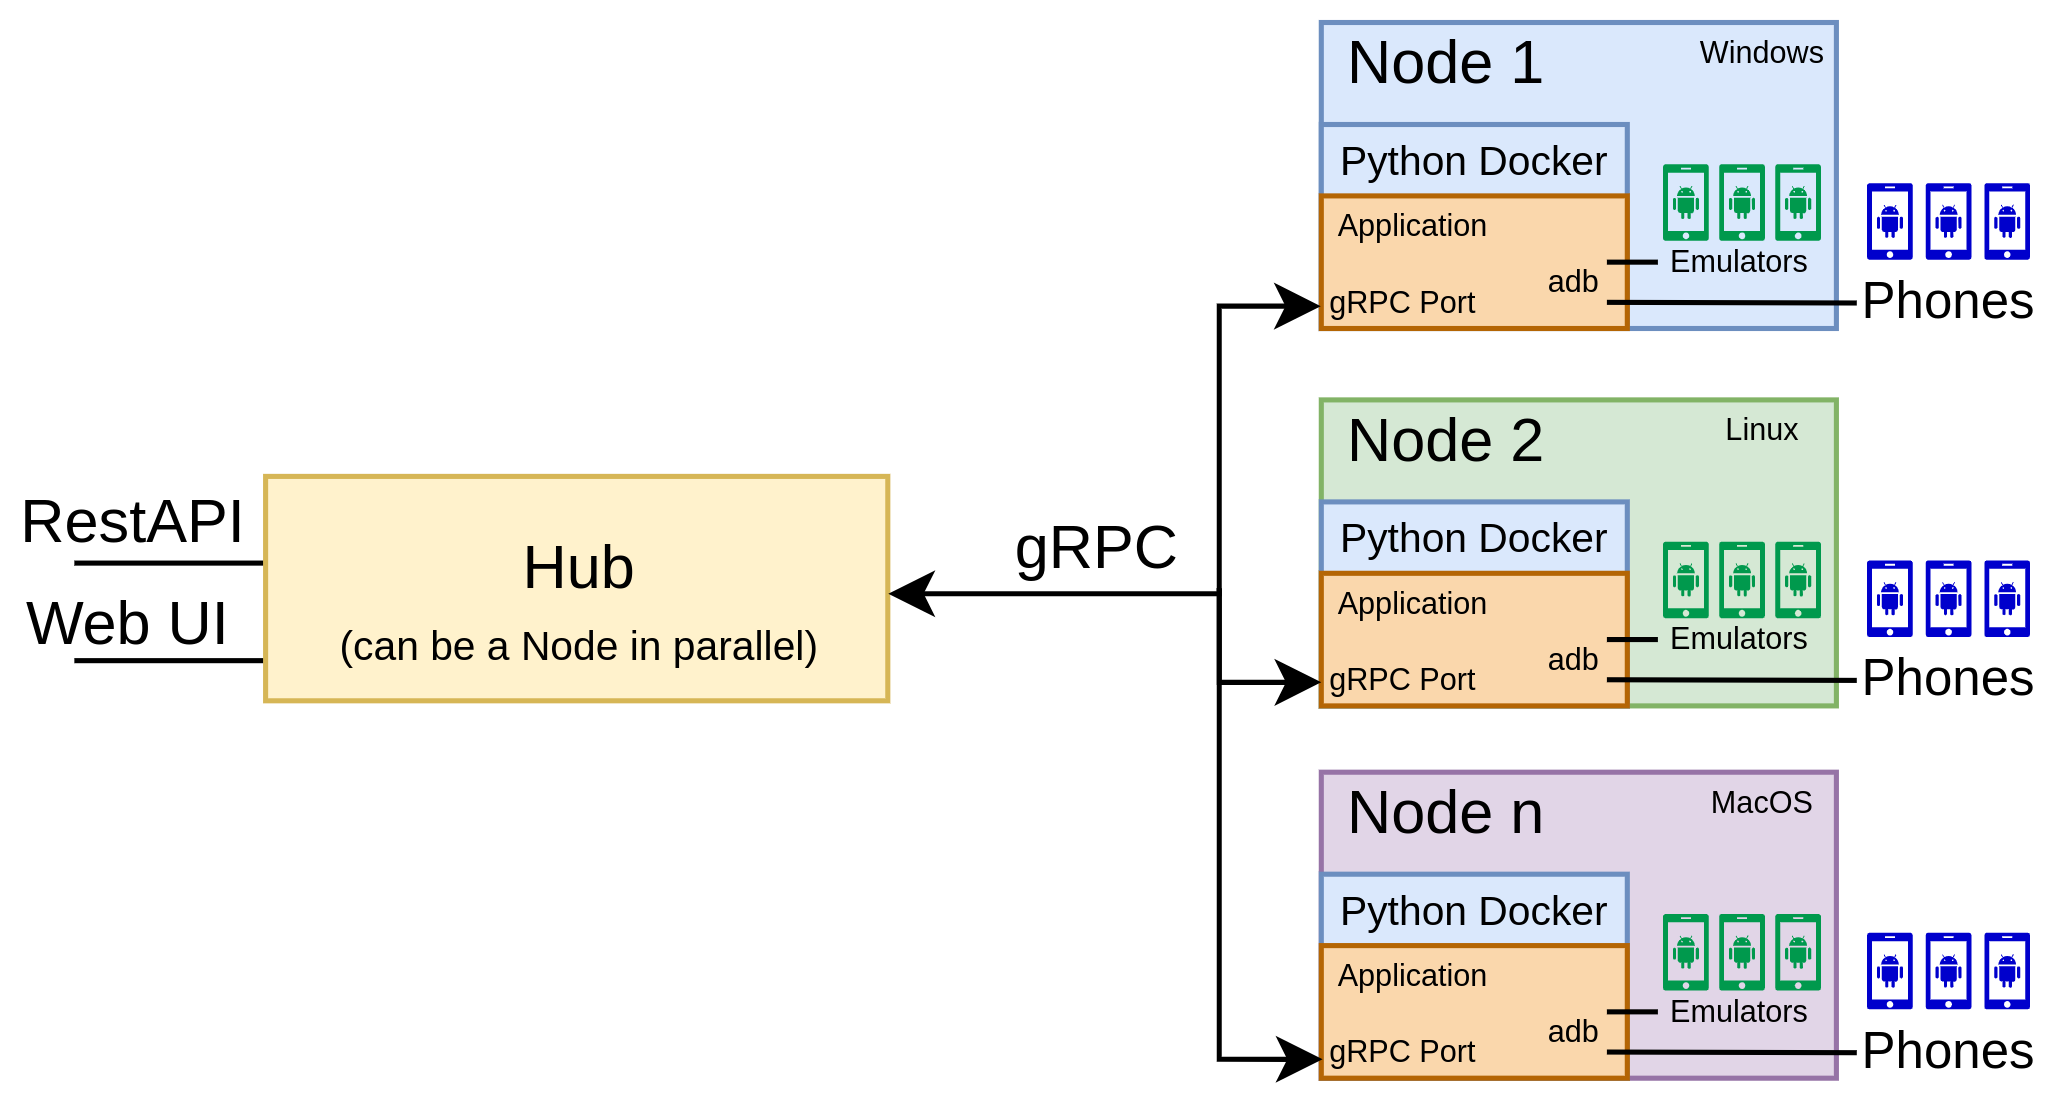 RestAPI
Web UI
Hub
(can be a Node in parallel)
gRPC
Node 1
Windows
Python Docker
Application
adb
gRPC Port
Emulators
Phones
Node 2
Linux
Python Docker
Application
adb
gRPC Port
Emulators
Phones
Node n
MacOS
Python Docker
Application
adb
gRPC Port
Emulators
Phones